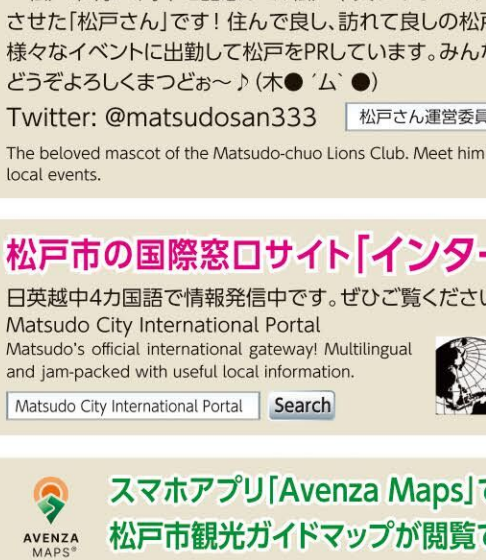 させた「松戸さん」です！住んで良し、訪れて良しの松戸
様々なイベントに出勤して松戸をPRしています。みん
どうぞよろしくまつどぉ～♪(木● ´ム` ●)
Twitter: @matsudosan333
松戸さん運営委員
The beloved mascot of the Matsudo-chuo Lions Club. Meet him
local events.
松戸市の国際窓口サイト「インター
日英越中4カ国語で情報発信中です。ぜひご覧ください
Matsudo City International Portal
Matsudo's official international gateway! Multilingual
and jam-packed with useful local information.
Matsudo City International Portal Search
スマホアプリ「Avenza Maps」で
松戸市観光ガイドマップが閲覧で
AVENZA
MAPS®